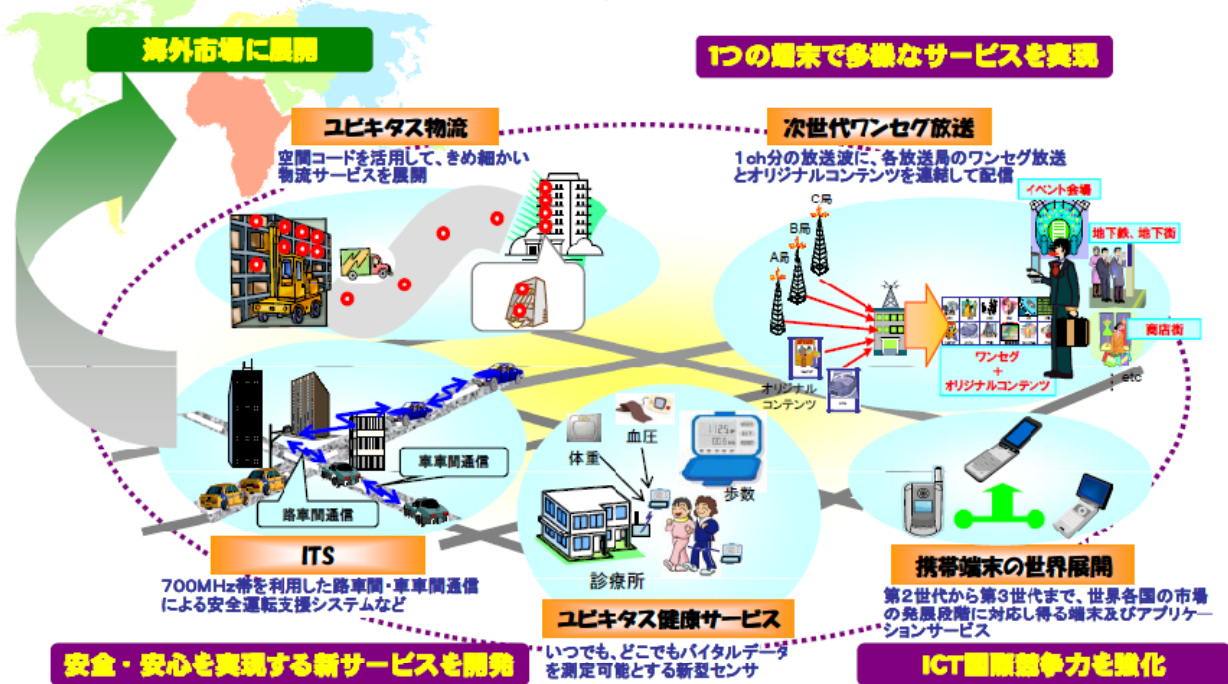 海外市場に展開
1つの端末で多様なサービスを実現
ユビキタス物流
空間コードを活用して、きめ細かい
物流サービスを展開
次世代ワンセグ放送
1ch分の放送波に、各放送局のワンセグ放送
とオリジナルコンテンツを連結して配信
イベント会場
C局
B局
A局
地下鉄、地下街
商店街
etc
ワンセグ
+
オリジナルコンテンツ
オリジナル
コンテンツ
車車間通信
路車間通信
ITS
700MHz帯を利用した路車間・車車間通信
による安全運転支援システムなど
血圧
体重
歩数
診療所
ユビキタス健康サービス
いつでも、どこでもバイタルデータ
を測定可能とする新型センサ
携帯端末の世界展開
第2世代から第3世代まで、世界各国の市場
の発展段階に対応し得る端末及びアプリケー
ションサービス
安全・安心を実現する新サービスを開発
ICT国際競争力を強化